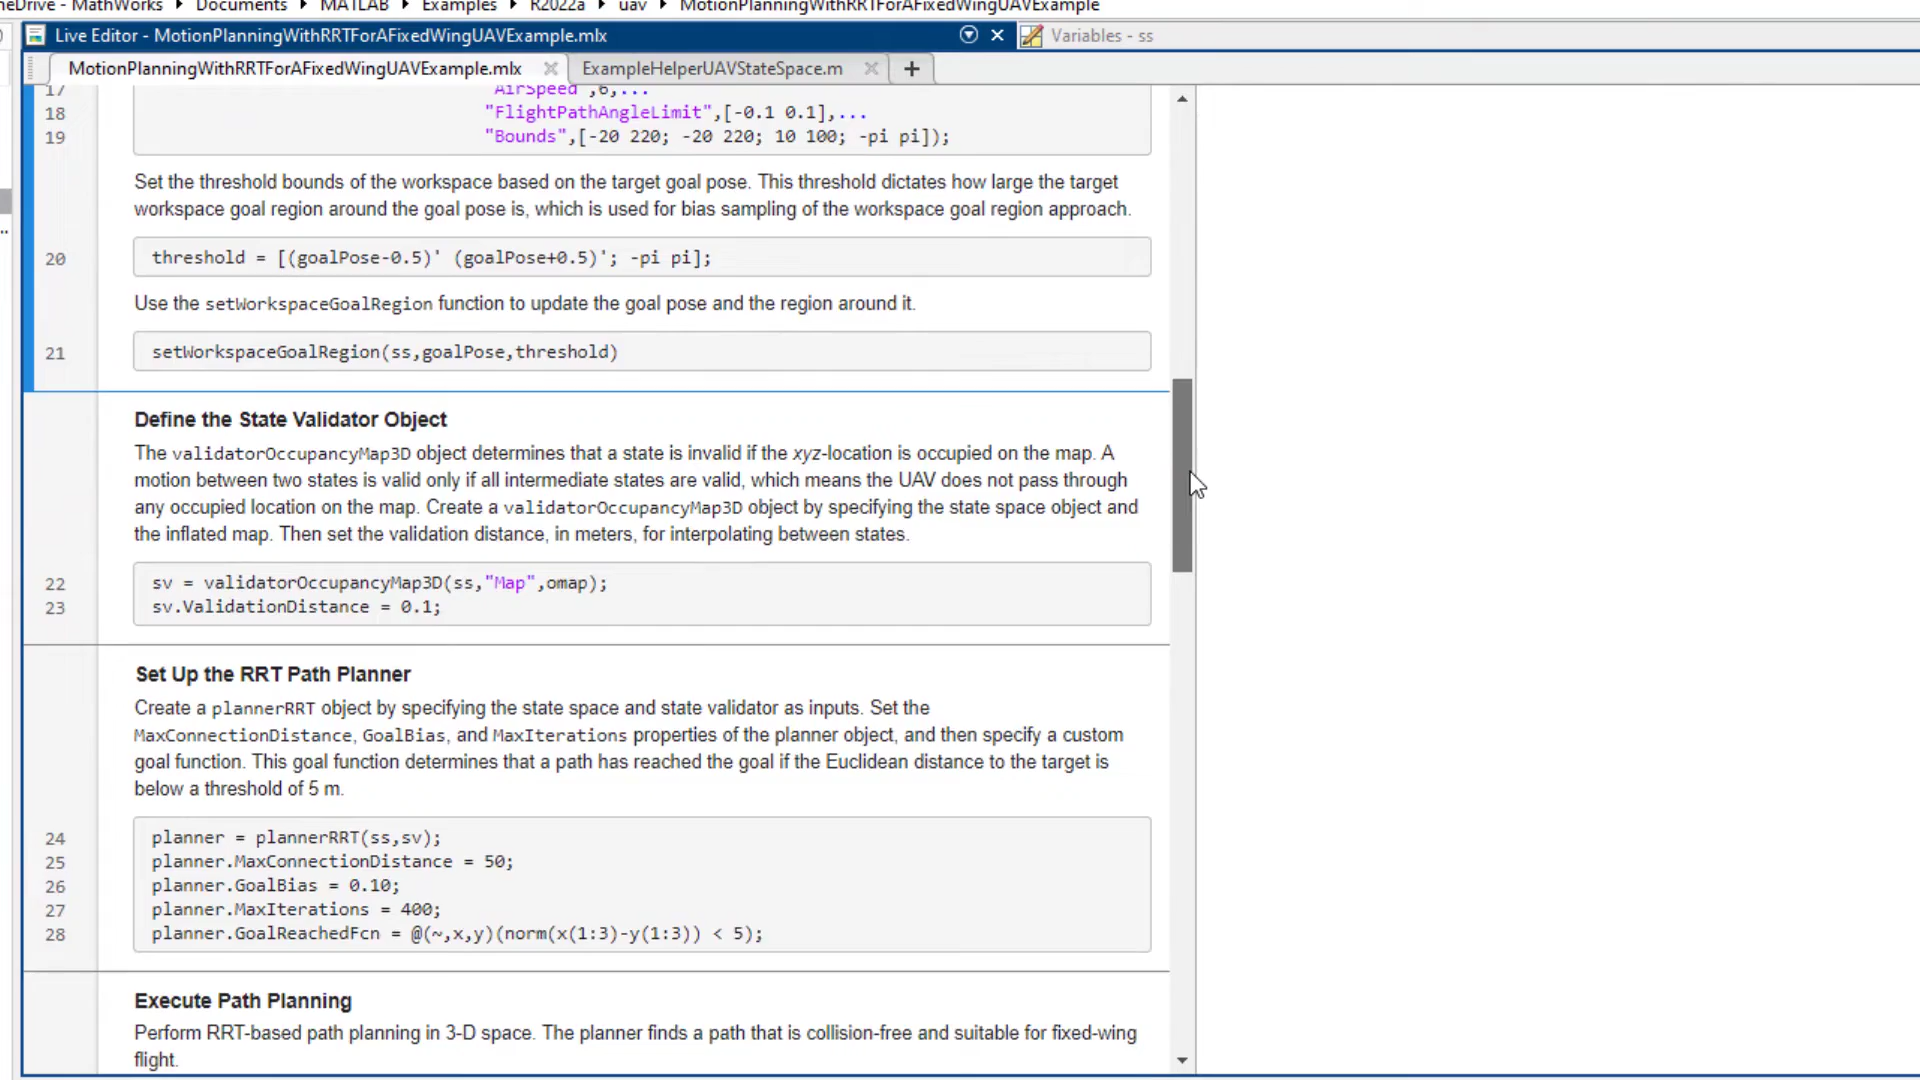 neDrive - MathWorks ▸ Documents ▸ MATLAB ▸ Examples ▸ R2022a ▸ uav ▸ MotionPlanningWithRRTForAFixedWingUAVExample
Live Editor - MotionPlanningWithRRTForAFixedWingUAVExample.mlx
Variables - ss
MotionPlanningWithRRTForAFixedWingUAVExample.mlx
ExampleHelperUAVStateSpace.m
17 "AirSpeed",6,...
18 "FlightPathAngleLimit",[-0.1 0.1],...
19 "Bounds",[-20 220; -20 220; 10 100; -pi pi]);
Set the threshold bounds of the workspace based on the target goal pose. This threshold dictates how large the target
workspace goal region around the goal pose is, which is used for bias sampling of the workspace goal region approach.
20 threshold = [(goalPose-0.5)' (goalPose+0.5)'; -pi pi];
Use the setWorkspaceGoalRegion function to update the goal pose and the region around it.
21 setWorkspaceGoalRegion(ss,goalPose,threshold)
Define the State Validator Object
The validatorOccupancyMap3D object determines that a state is invalid if the xyz-location is occupied on the map. A
motion between two states is valid only if all intermediate states are valid, which means the UAV does not pass through
any occupied location on the map. Create a validatorOccupancyMap3D object by specifying the state space object and
the inflated map. Then set the validation distance, in meters, for interpolating between states.
22 sv = validatorOccupancyMap3D(ss,"Map",omap);
23 sv.ValidationDistance = 0.1;
Set Up the RRT Path Planner
Create a plannerRRT object by specifying the state space and state validator as inputs. Set the
MaxConnectionDistance, GoalBias, and MaxIterations properties of the planner object, and then specify a custom
goal function. This goal function determines that a path has reached the goal if the Euclidean distance to the target is
below a threshold of 5 m.
24 planner = plannerRRT(ss,sv);
25 planner.MaxConnectionDistance = 50;
26 planner.GoalBias = 0.10;
27 planner.MaxIterations = 400;
28 planner.GoalReachedFcn = @(~,x,y)(norm(x(1:3)-y(1:3)) < 5);
Execute Path Planning
Perform RRT-based path planning in 3-D space. The planner finds a path that is collision-free and suitable for fixed-wing
flight.